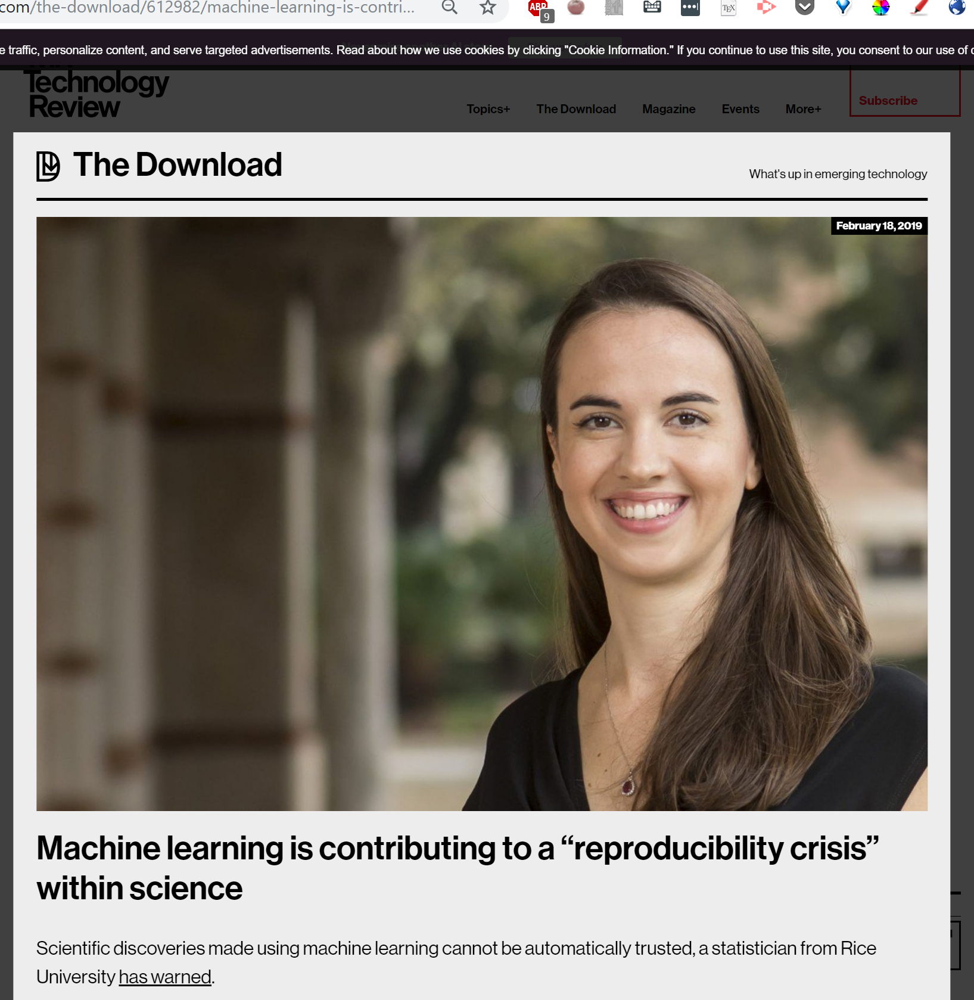 com/the-download/612982/machine-learning-is-contri...
ABP
9
TEX
e traffic, personalize content, and serve targeted advertisements. Read about how we use cookies by clicking "Cookie Information." If you continue to use this site, you consent to our use of
Technology
Review
Topics+ The Download Magazine Events More+ Subscribe
The Download
What's up in emerging technology
February 18, 2019
Machine learning is contributing to a “reproducibility crisis”
within science
Scientific discoveries made using machine learning cannot be automatically trusted, a statistician from Rice
University has warned.